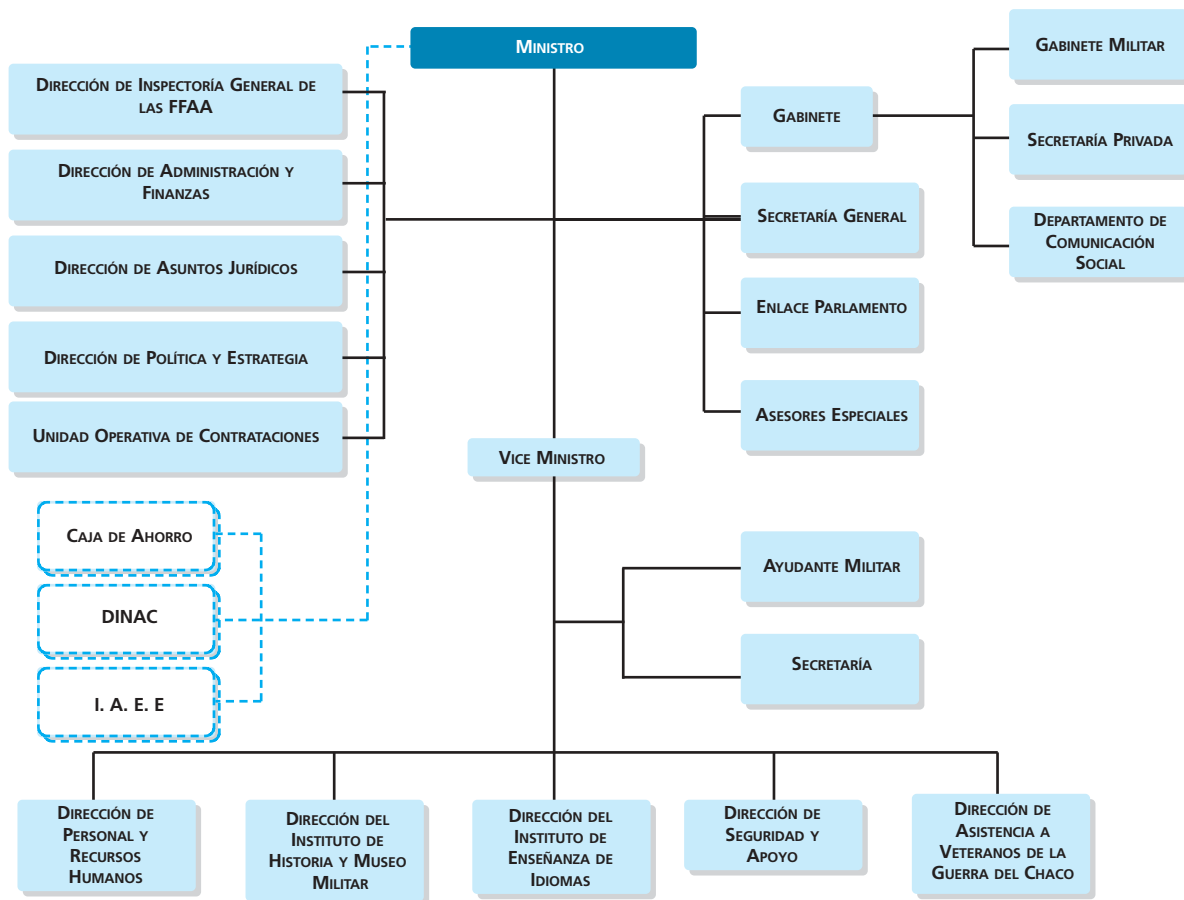 Ministro
Dirección de Inspectoría General de
las FFAA
Dirección de Administración y
Finanzas
Dirección de Asuntos Jurídicos
Dirección de Política y Estrategia
Unidad Operativa de Contrataciones
Gabinete
Secretaría General
Enlace Parlamento
Asesores Especiales
Gabinete Militar
Secretaría Privada
Departamento de
Comunicación
Social
Vice Ministro
Caja de Ahorro
DINAC
I. A. E. E
Ayudante Militar
Secretaría
Dirección de
Personal y
Recursos
Humanos
Dirección del
Instituto de
Historia y Museo
Militar
Dirección del
Instituto de
Enseñanza de
Idiomas
Dirección de
Seguridad y
Apoyo
Dirección de
Asistencia a
Veteranos de la
Guerra del Chaco